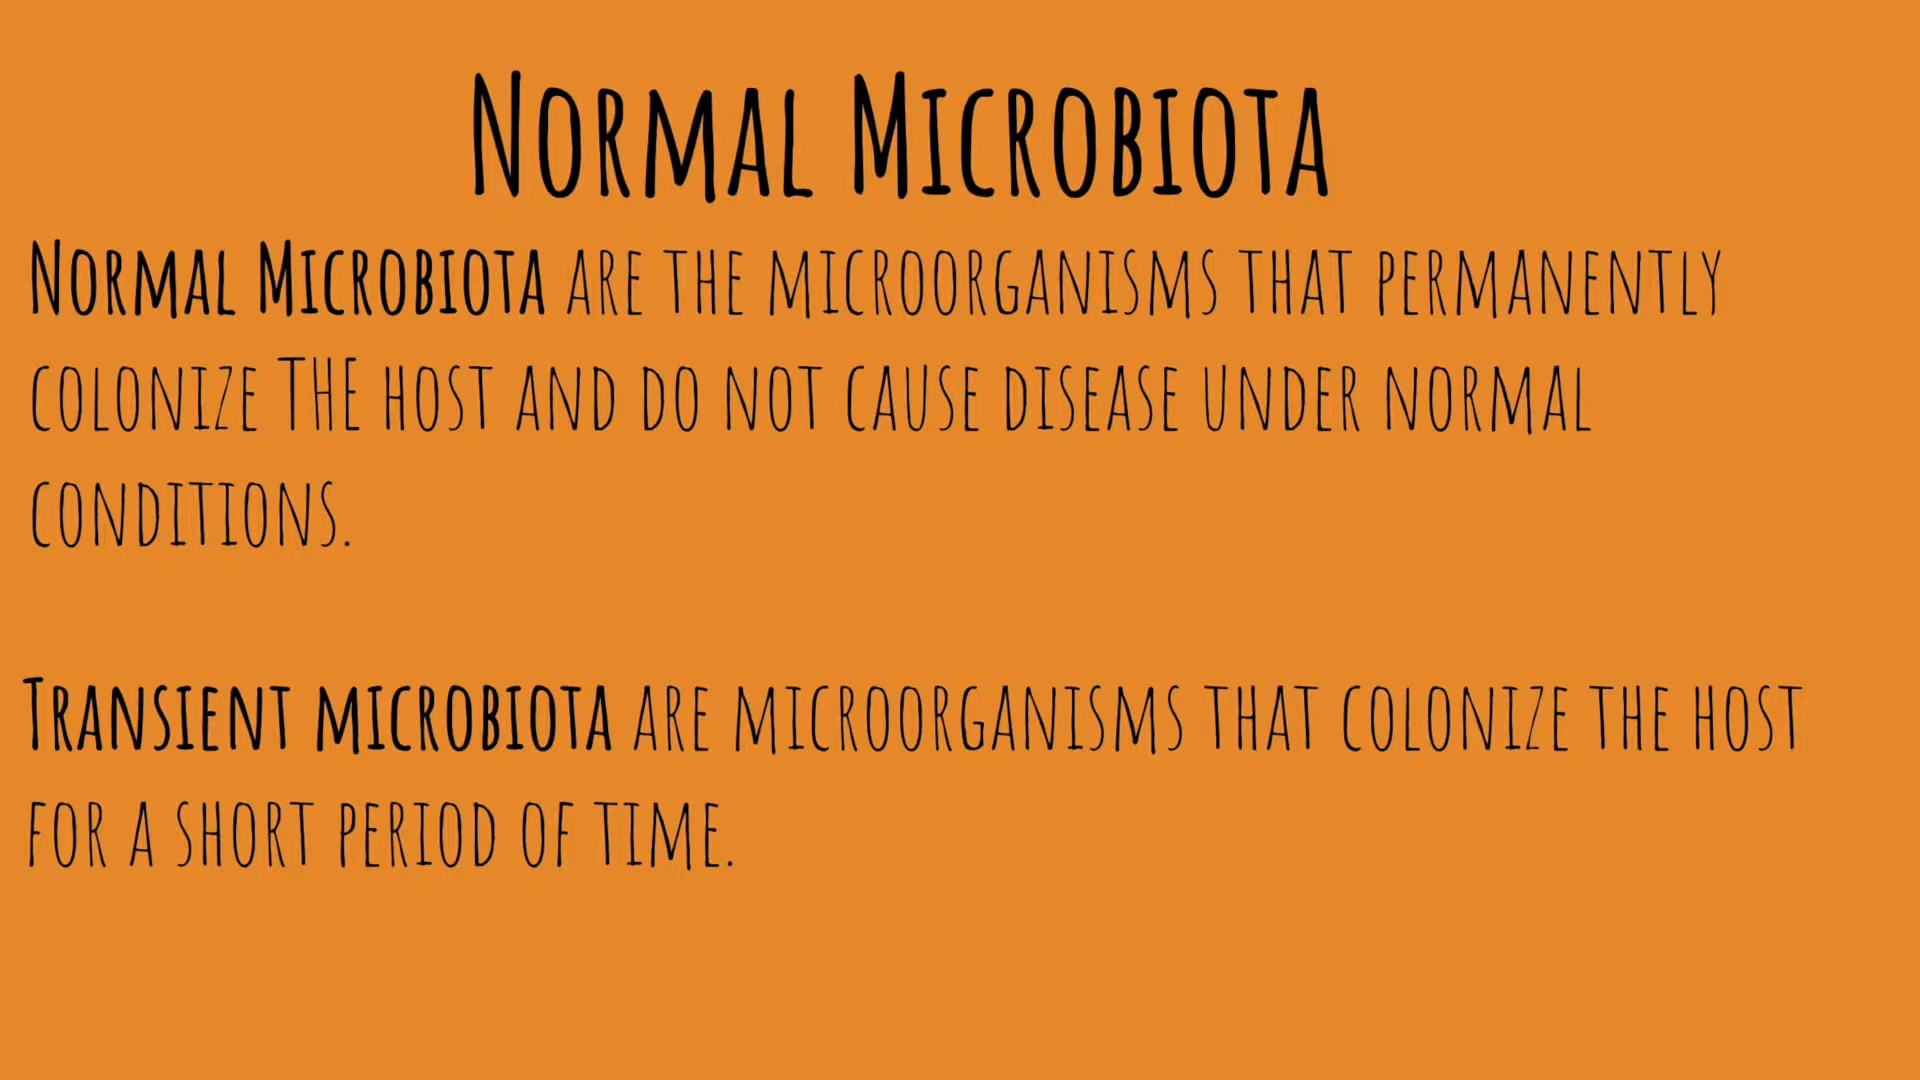 Normal Microbiota
Normal Microbiota are the microorganisms that permanently
colonize THE host and do not cause disease under normal
conditions.
Transient microbiota are microorganisms that colonize the host
for a short period of time.